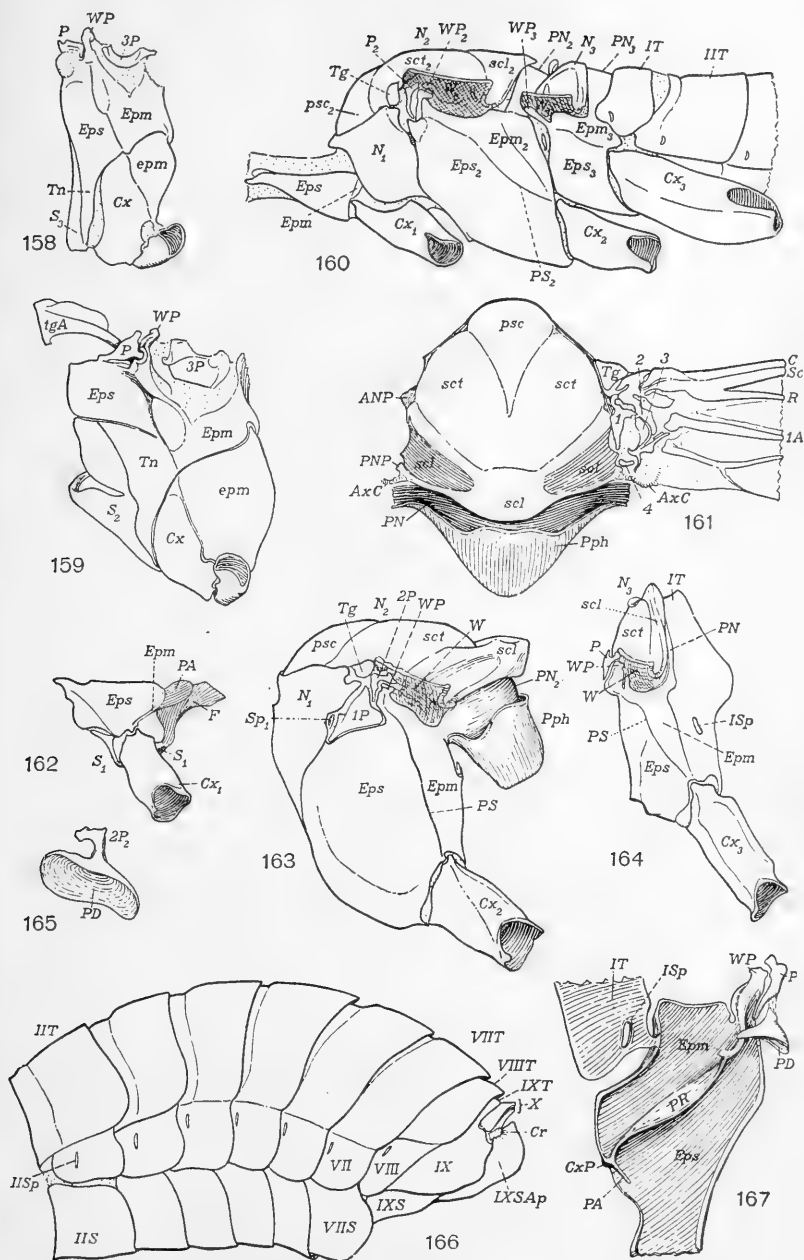 P
WP
3P
Eps
Epm
epm
Tn
Cx
S3
158
P2
N2
WP2
WP3
PN2
N3
PN3
IT
IIT
Tg
sct2
scl2
psc2
N1
Epm2
Eps2
Epm3
Eps3
Cx3
Eps
Epm
Cx1
Cx2
PS2
160
tgA
P
WP
3P
Eps
Tn
Epm
epm
S2
Cx
159
psc
sct
sct
Tg
2
3
C
Sc
R
1
1A
ANP
PNP
scl
scl
AxC
scl
PN
4
AxC
Pph
161
Epm
PA
Eps
F
S1
S1
Cx1
162
2P2
PD
165
Tg
N2
2P
WP
W
psc
sct
scl
N1
PN2
Sp1
1P
Pph
Eps
Epm
PS
Cx2
163
N3
IT
scl
sct
P
WP
W
PN
PS
ISp
Eps
Epm
Cx3
164
IIT
VIIT
VIIIT
IXT
}X
Cr
IISp
VII
VIII
IX
IXSAp
IXS
IIS
VIIS
166
IT
ISp
WP
P
Epm
PD
PR
Eps
CxP
PA
167